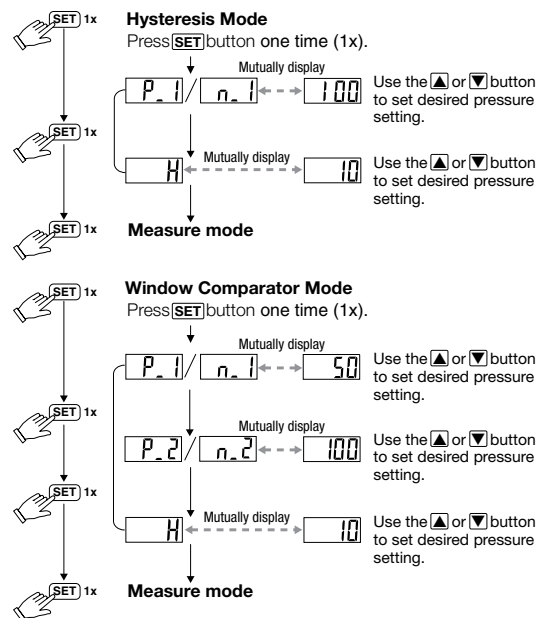 SET 1x
Hysteresis Mode
Press SET button one time (1x).
Mutually display
P_1 / n_1 100
Use the ▲ or ▼ button
to set desired pressure
setting.
SET 1x
Mutually display
H 10
Use the ▲ or ▼ button
to set desired pressure
setting.
SET 1x
Measure mode
SET 1x
Window Comparator Mode
Press SET button one time (1x).
Mutually display
P_1 / n_1 50
Use the ▲ or ▼ button
to set desired pressure
setting.
SET 1x
Mutually display
P_2 / n_2 100
Use the ▲ or ▼ button
to set desired pressure
setting.
SET 1x
Mutually display
H 10
Use the ▲ or ▼ button
to set desired pressure
setting.
SET 1x
Measure mode